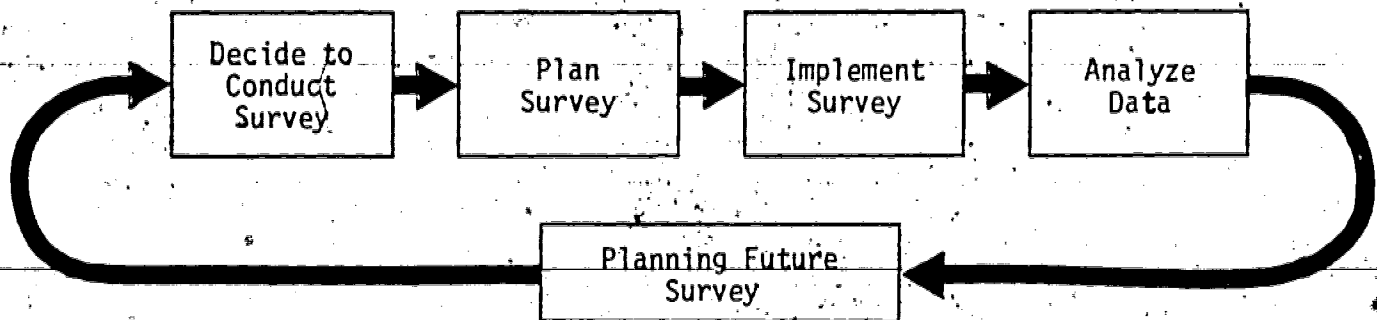 Decide to
Conduct
Survey
Plan
Survey
Implement
Survey
Analyze
Data
Planning Future
Survey